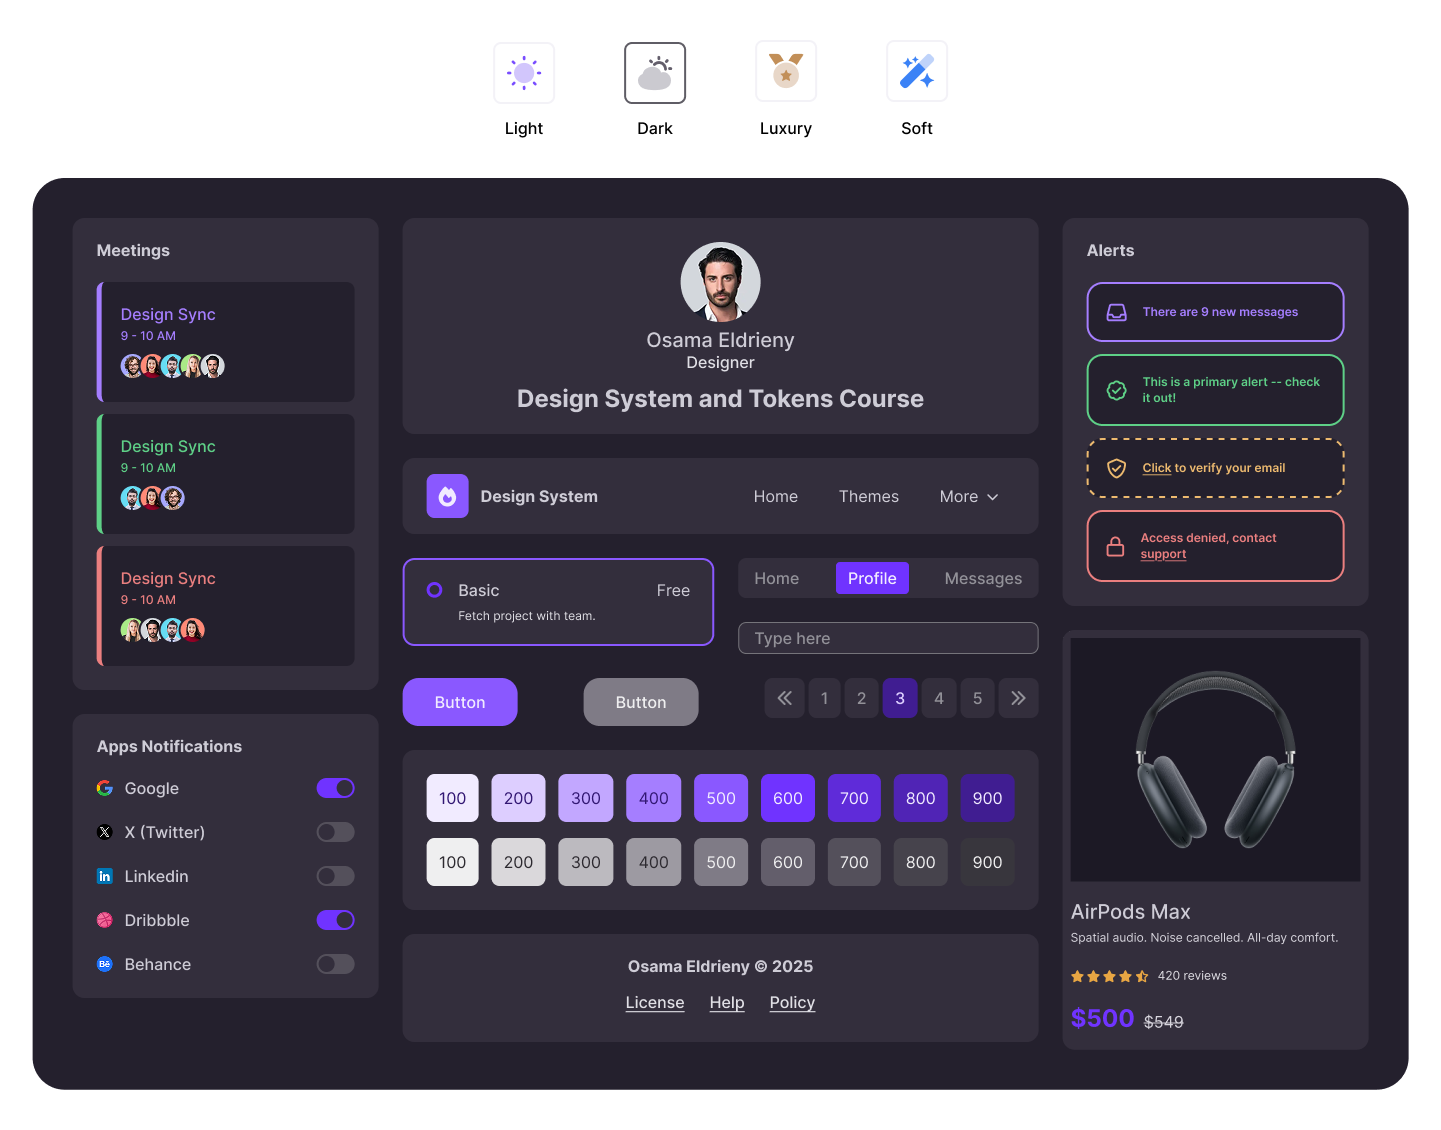 Light
Dark
Luxury
Soft
Meetings
Design Sync
9 - 10 AM
Design Sync
9 - 10 AM
Design Sync
9 - 10 AM
Apps Notifications
Google
X (Twitter)
Linkedin
Dribbble
Behance
Osama Eldrieny
Designer
Design System and Tokens Course
Design System
Home
Themes
More
Basic
Free
Fetch project with team.
Home
Profile
Messages
Type here
Button
Button
1
2
3
4
5
100
200
300
400
500
600
700
800
900
100
200
300
400
500
600
700
800
900
Osama Eldrieny © 2025
License
Help
Policy
Alerts
There are 9 new messages
This is a primary alert -- check
it out!
Click to verify your email
Access denied, contact
support
AirPods Max
Spatial audio. Noise cancelled. All-day comfort.
420 reviews
$500
$549